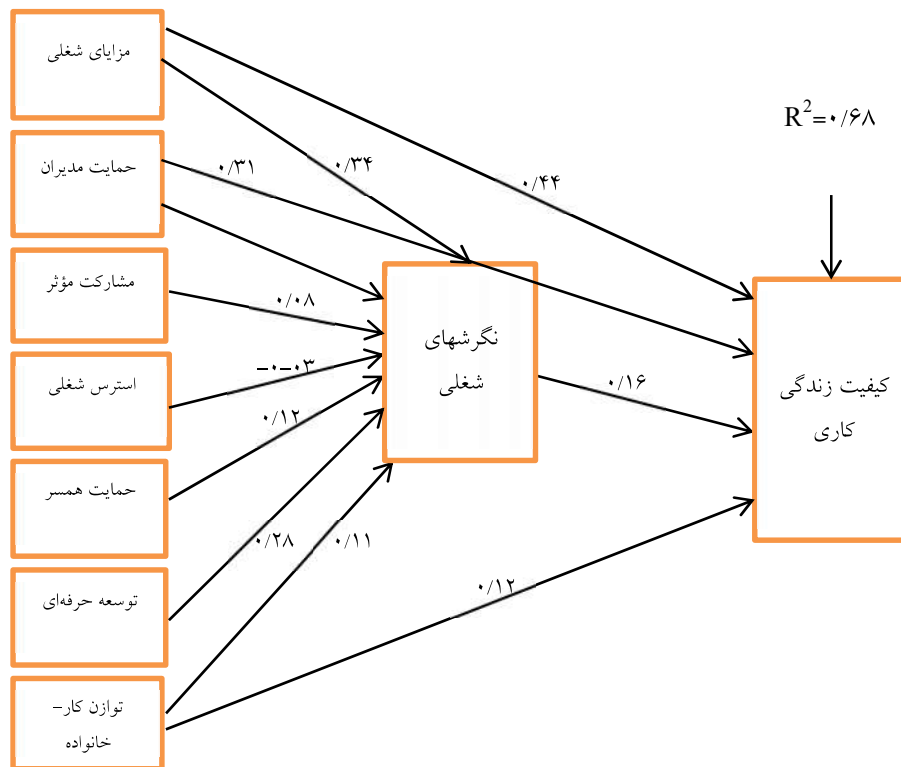 مزایای شغلی
R²=۰/۶۸
حمایت مدیران
۰/۳۱
۰/۳۴
۰/۴۴
مشارکت مؤثر
۰/۰۸
نگرشهای
شغلی
استرس شغلی
-۰-۰۳
۰/۱۶
کیفیت زندگی
کاری
۰/۱۲
حمایت همسر
۰/۲۸
۰/۱۱
توسعه حرفه‌ای
۰/۱۲
توازن کار-
خانواده